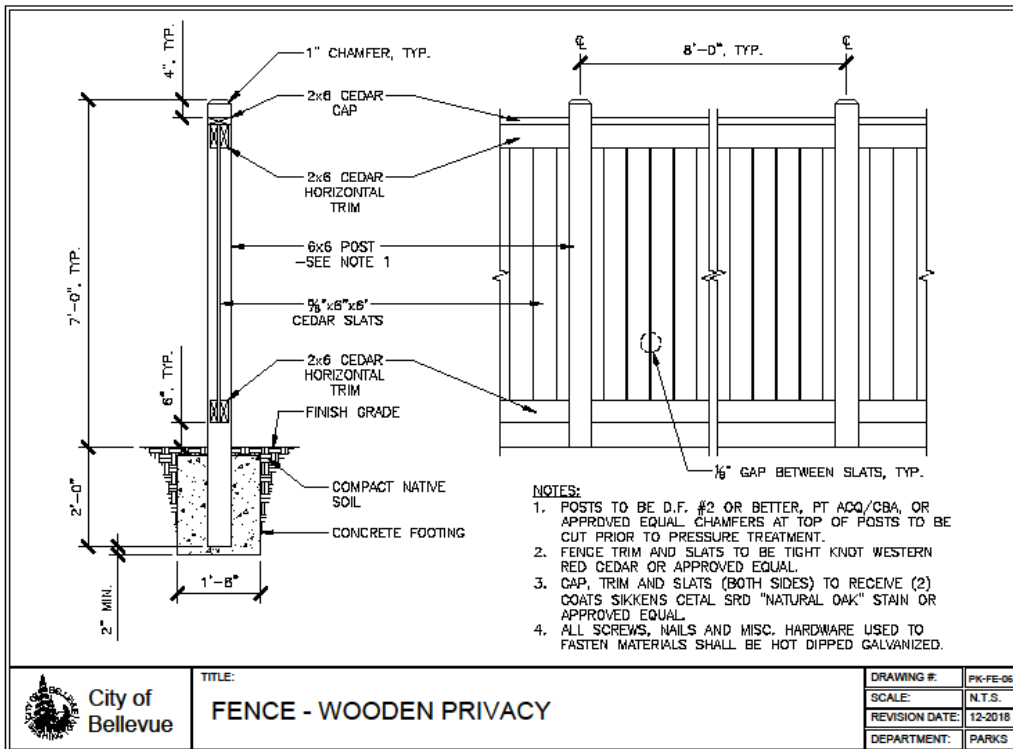 4", TYP.
1" CHAMFER, TYP.
℄
8'-0", TYP.
℄
2x6 CEDAR
CAP
2x6 CEDAR
HORIZONTAL
TRIM
7'-0", TYP.
6x6 POST
-SEE NOTE 1
⅝"x6"x6'
CEDAR SLATS
2x6 CEDAR
HORIZONTAL
TRIM
6", TYP.
FINISH GRADE
⅛" GAP BETWEEN SLATS, TYP.
2'-0"
COMPACT NATIVE
SOIL
CONCRETE FOOTING
1'-6"
2" MIN.
NOTES:
1. POSTS TO BE D.F. #2 OR BETTER, PT ACQ/CBA, OR
APPROVED EQUAL. CHAMFERS AT TOP OF POSTS TO BE
CUT PRIOR TO PRESSURE TREATMENT.
2. FENCE TRIM AND SLATS TO BE TIGHT KNOT WESTERN
RED CEDAR OR APPROVED EQUAL.
3. CAP, TRIM AND SLATS (BOTH SIDES) TO RECEIVE (2)
COATS SIKKENS CETAL SRD "NATURAL OAK" STAIN OR
APPROVED EQUAL.
4. ALL SCREWS, NAILS AND MISC. HARDWARE USED TO
FASTEN MATERIALS SHALL BE HOT DIPPED GALVANIZED.
City of
Bellevue
TITLE:
FENCE - WOODEN PRIVACY
DRAWING #: PK-FE-06
SCALE: N.T.S.
REVISION DATE: 12-2018
DEPARTMENT: PARKS